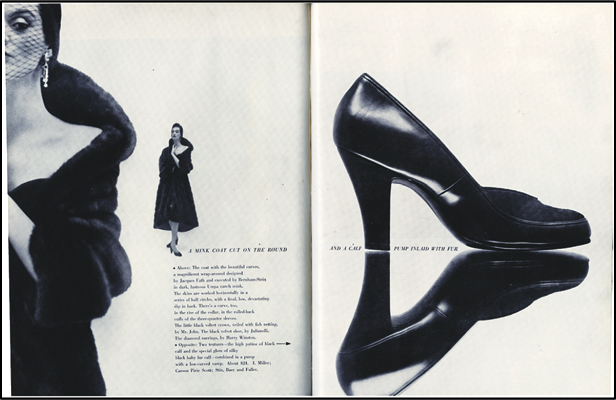 A MINK COAT CUT ON THE ROUND
• Above: The coat with the beautiful curves,
a magnificent wrap-around designed
by Jacques Fath and executed by Bergdorf
in dark, lustrous ranch mink.
The skins are worked horizontally in a
series of half circles, with a fluid, low, devastating
dip in back. There's a curve, too,
in the rise of the collar, in the rolled-back
cuffs of the three-quarter sleeves.
The little black velvet crown, veiled with fish netting,
by Mr. John. The black velvet shoe, by Julianelli.
The diamond earrings, by Harry Winston.
• Opposite: Two textures—the high patina of black
calf and the special glow of silky
black baby fur calf—combined in a pump
with a low-curved vamp. About $24. I. Miller;
Carson Pirie Scott; Stix, Baer and Fuller.
AND A CALF PUMP INLAID WITH FUR